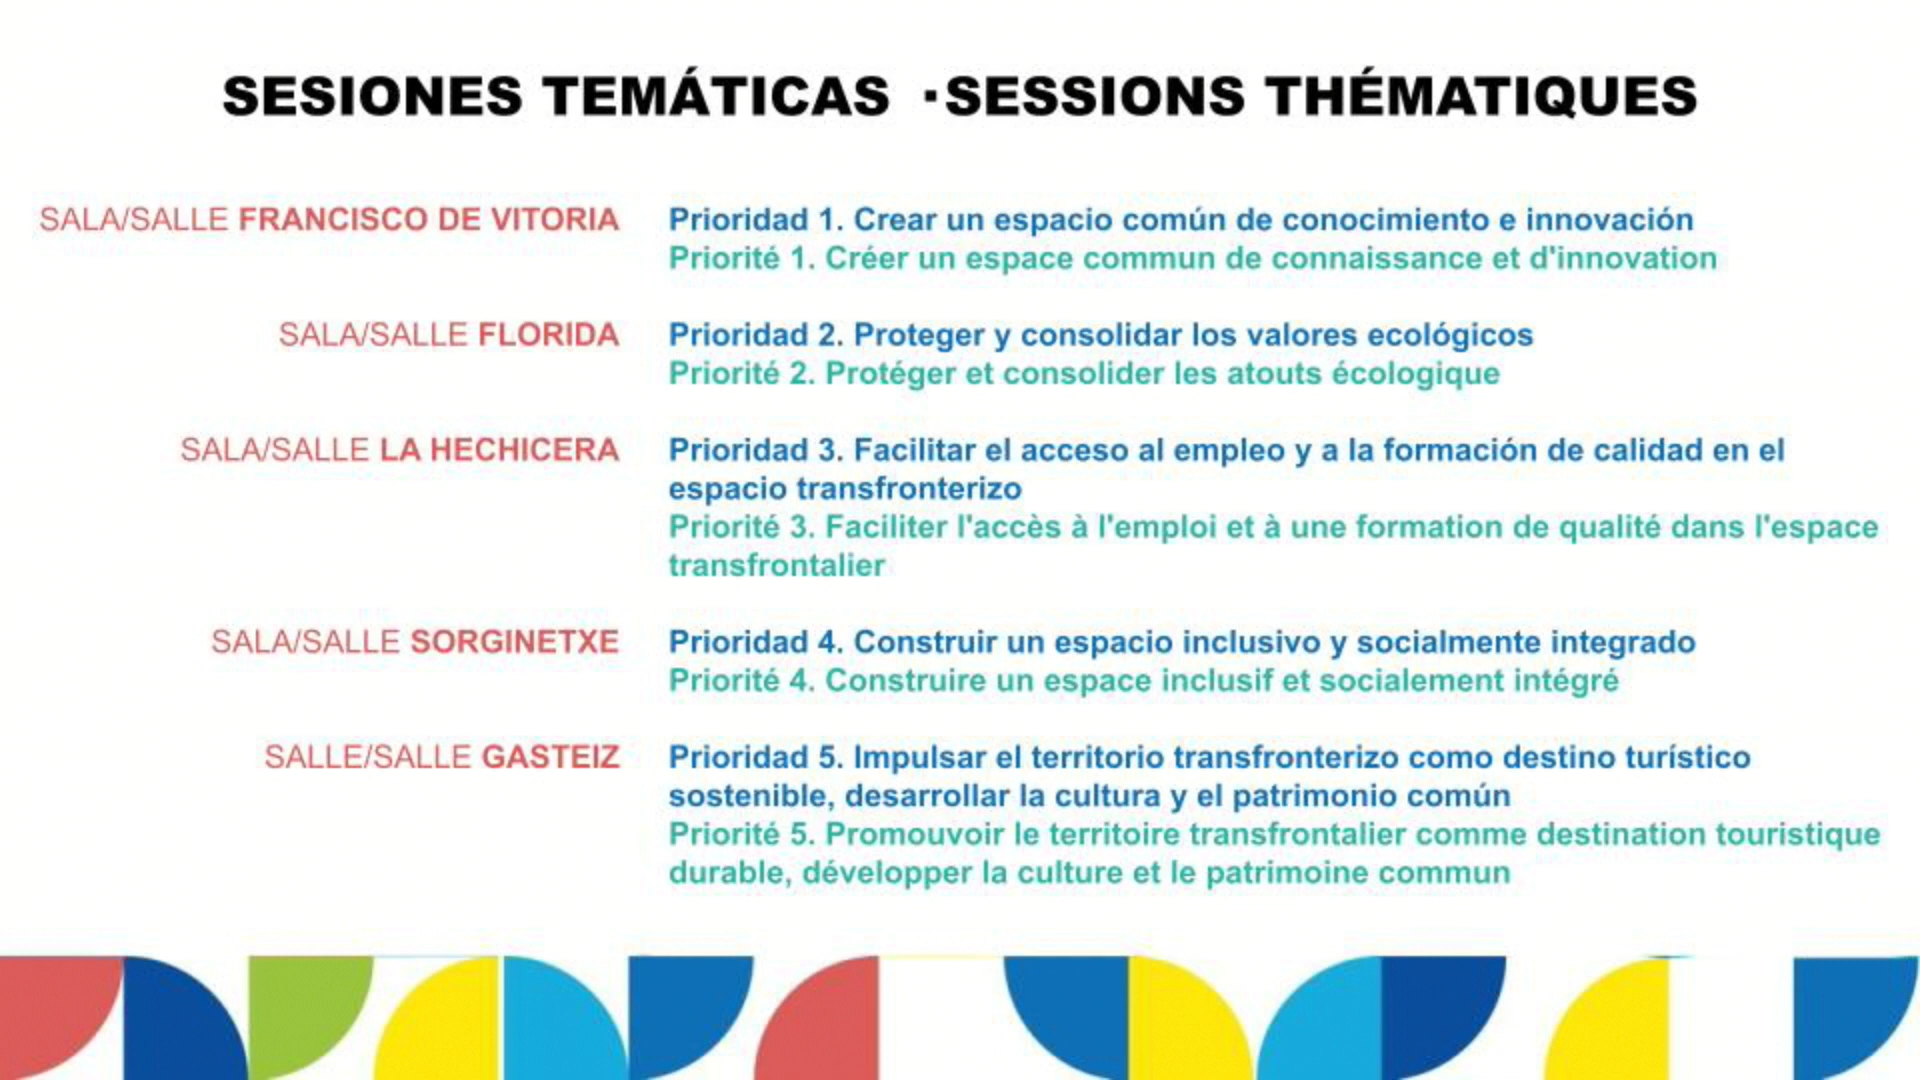 SESIONES TEMÁTICAS ·SESSIONS THÉMATIQUES
SALA/SALLE FRANCISCO DE VITORIA
Prioridad 1. Crear un espacio común de conocimiento e innovación
Priorité 1. Créer un espace commun de connaissance et d'innovation
SALA/SALLE FLORIDA
Prioridad 2. Proteger y consolidar los valores ecológicos
Priorité 2. Protéger et consolider les atouts écologique
SALA/SALLE LA HECHICERA
Prioridad 3. Facilitar el acceso al empleo y a la formación de calidad en el
espacio transfronterizo
Priorité 3. Faciliter l'accès à l'emploi et à une formation de qualité dans l'espace
transfrontalier
SALA/SALLE SORGINETXE
Prioridad 4. Construir un espacio inclusivo y socialmente integrado
Priorité 4. Construire un espace inclusif et socialement intégré
SALLE/SALLE GASTEIZ
Prioridad 5. Impulsar el territorio transfronterizo como destino turístico
sostenible, desarrollar la cultura y el patrimonio común
Priorité 5. Promouvoir le territoire transfrontalier comme destination touristique
durable, développer la culture et le patrimoine commun